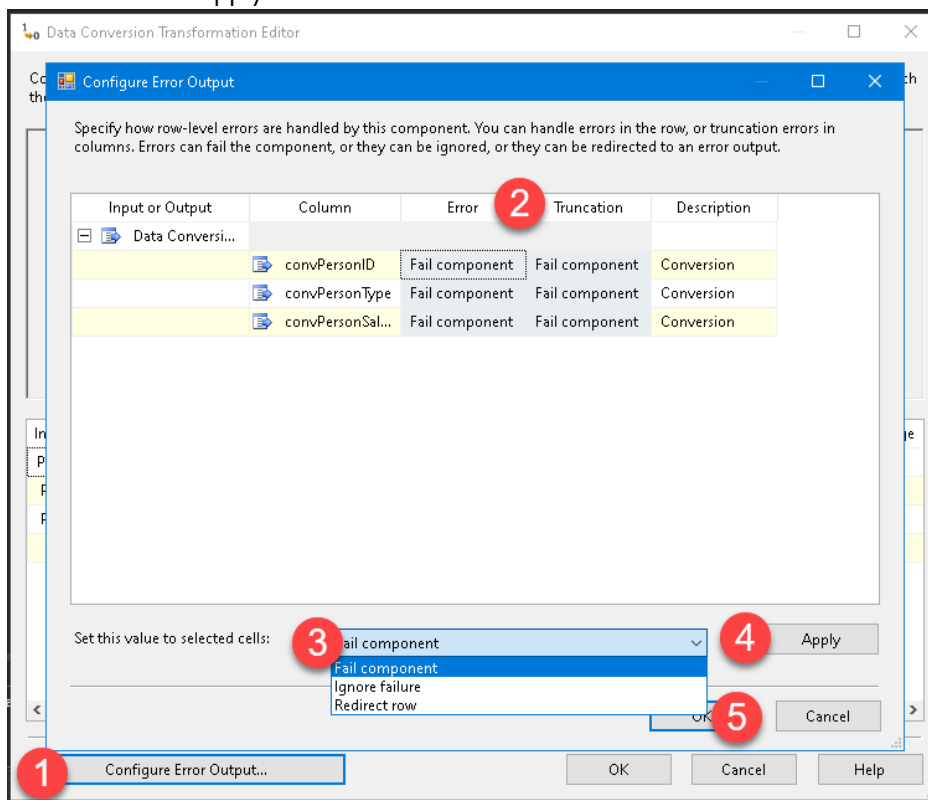 Apply
Data Conversion Transformation Editor
Configure Error Output
Specify how row-level errors are handled by this component. You can handle errors in the row, or truncation errors in
columns. Errors can fail the component, or they can be ignored, or they can be redirected to an error output.
Input or Output Column Error 2 Truncation Description
Data Conversi...
convPersonID Fail component Fail component Conversion
convPersonType Fail component Fail component Conversion
convPersonSal... Fail component Fail component Conversion
Set this value to selected cells: 3 ail component 4 Apply
Fail component
Ignore failure
Redirect row
OK 5 Cancel
1 Configure Error Output... OK Cancel Help